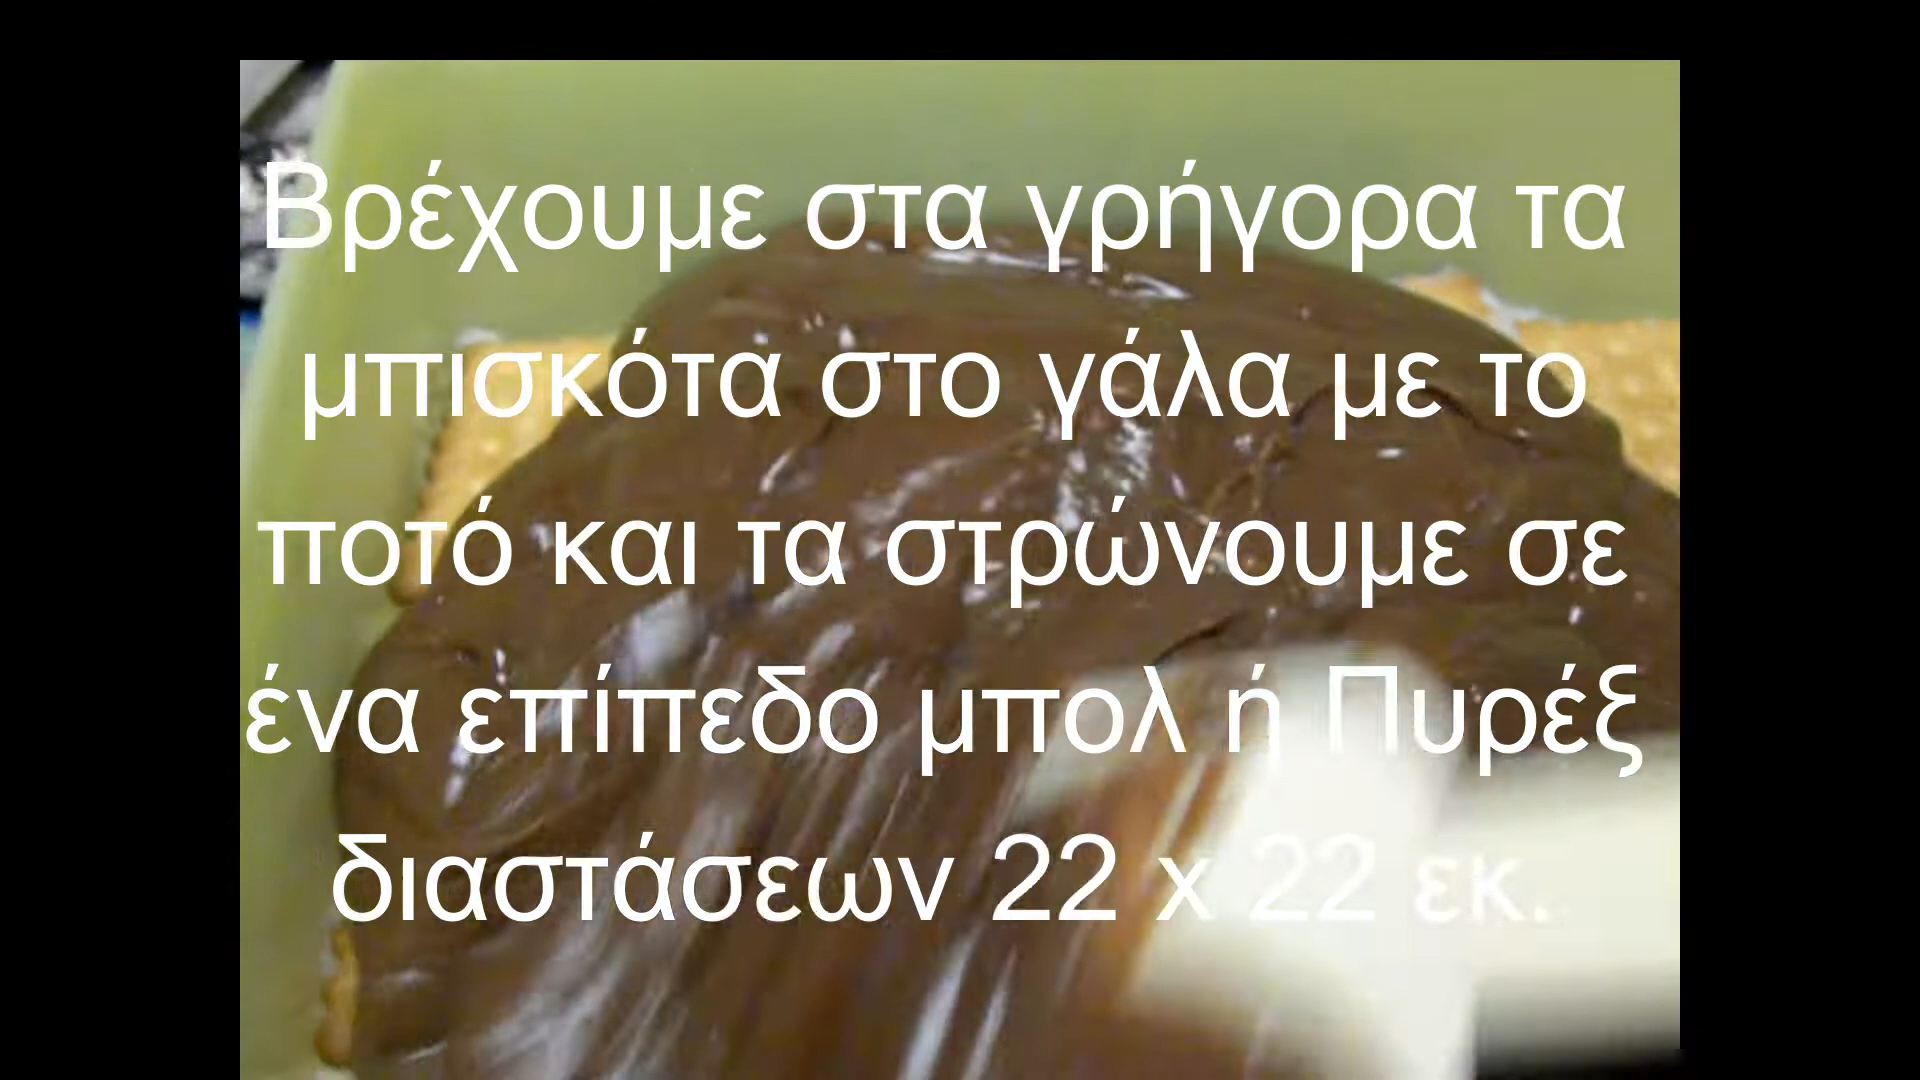 Βρέχουμε στα γρήγορα τα
μπισκότα στο γάλα με το
ποτό και τα στρώνουμε σε
ένα επίπεδο μπολ ή Πυρέξ
διαστάσεων 22 x 22 εκ.